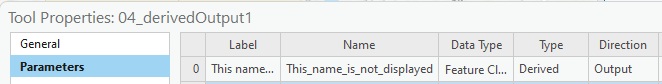 Tool Properties: 04_derivedOutput1
General
Parameters
Label Name Data Type Type Direction
0 This name... This_name_is_not_displayed Feature Cl... Derived Output